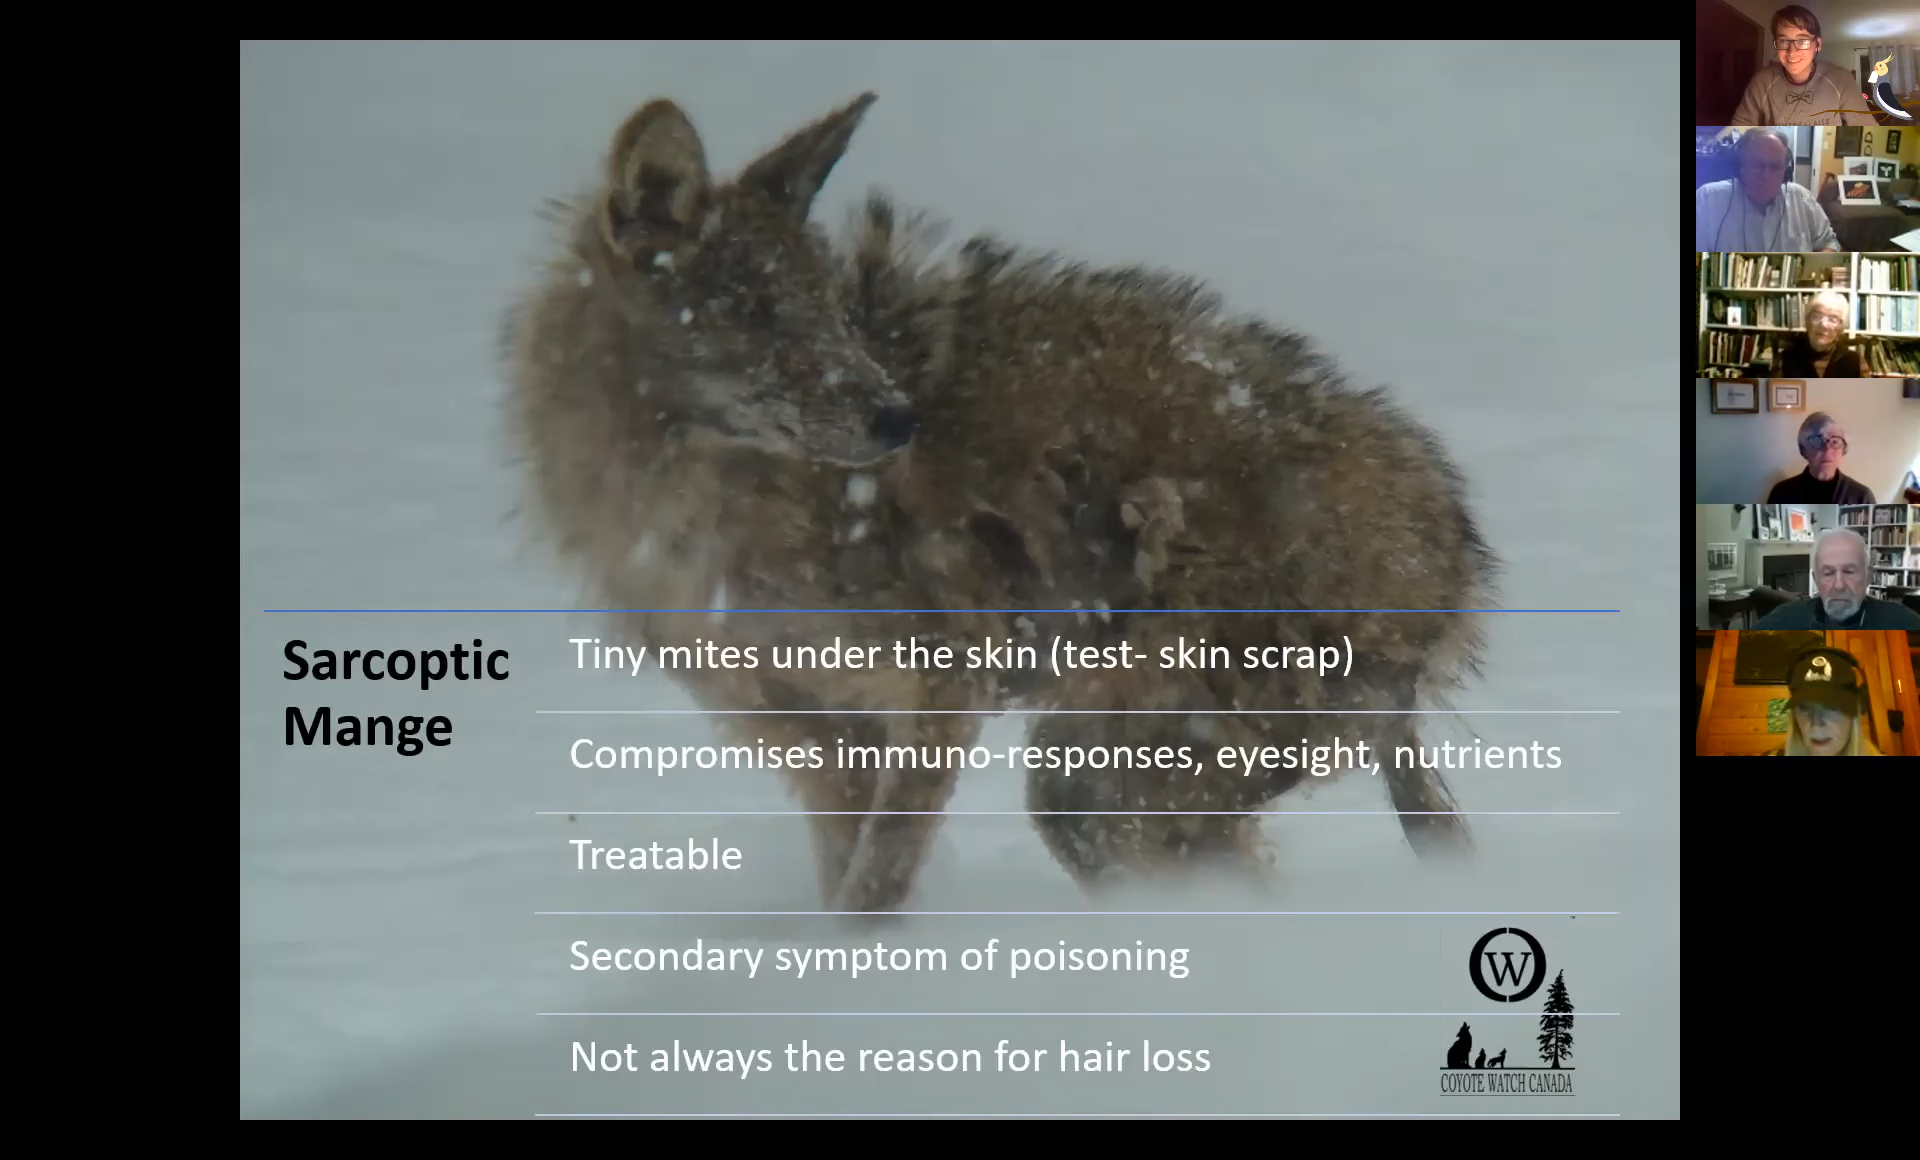 Sarcoptic
Mange
Tiny mites under the skin (test- skin scrap)
Compromises immuno-responses, eyesight, nutrients
Treatable
Secondary symptom of poisoning
Not always the reason for hair loss
W
COYOTE WATCH CANADA